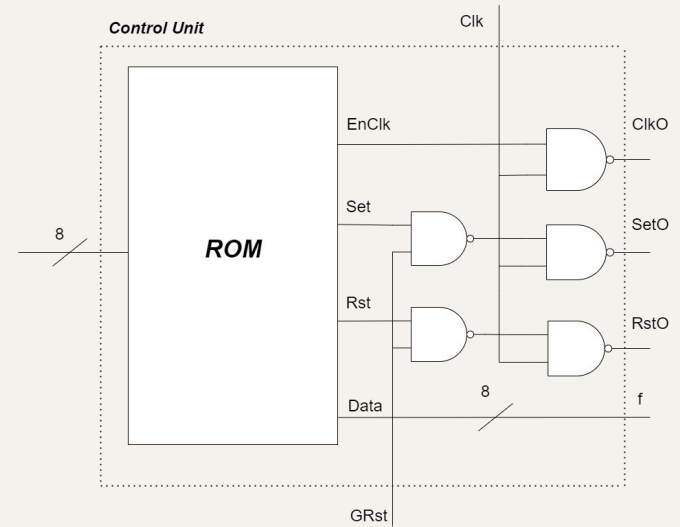 Clk
Control Unit
EnClk
ClkO
Set
SetO
8
ROM
Rst
RstO
Data
8
f
GRst